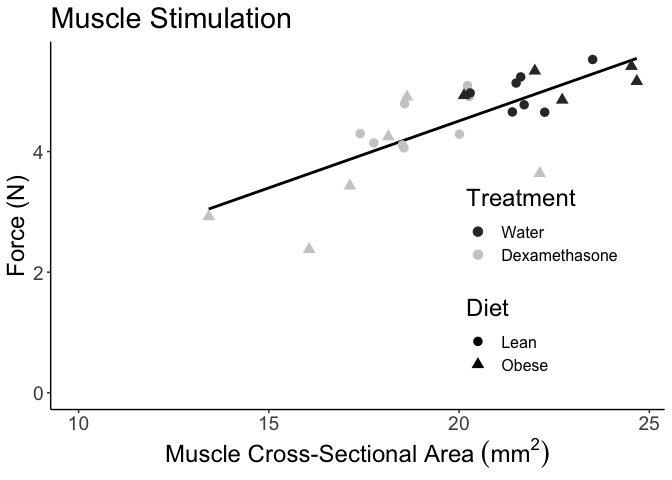 Muscle Stimulation
Force (N)
4
2
0
Treatment
Water
Dexamethasone
Diet
Lean
Obese
10 15 20 25
Muscle Cross-Sectional Area (mm²)